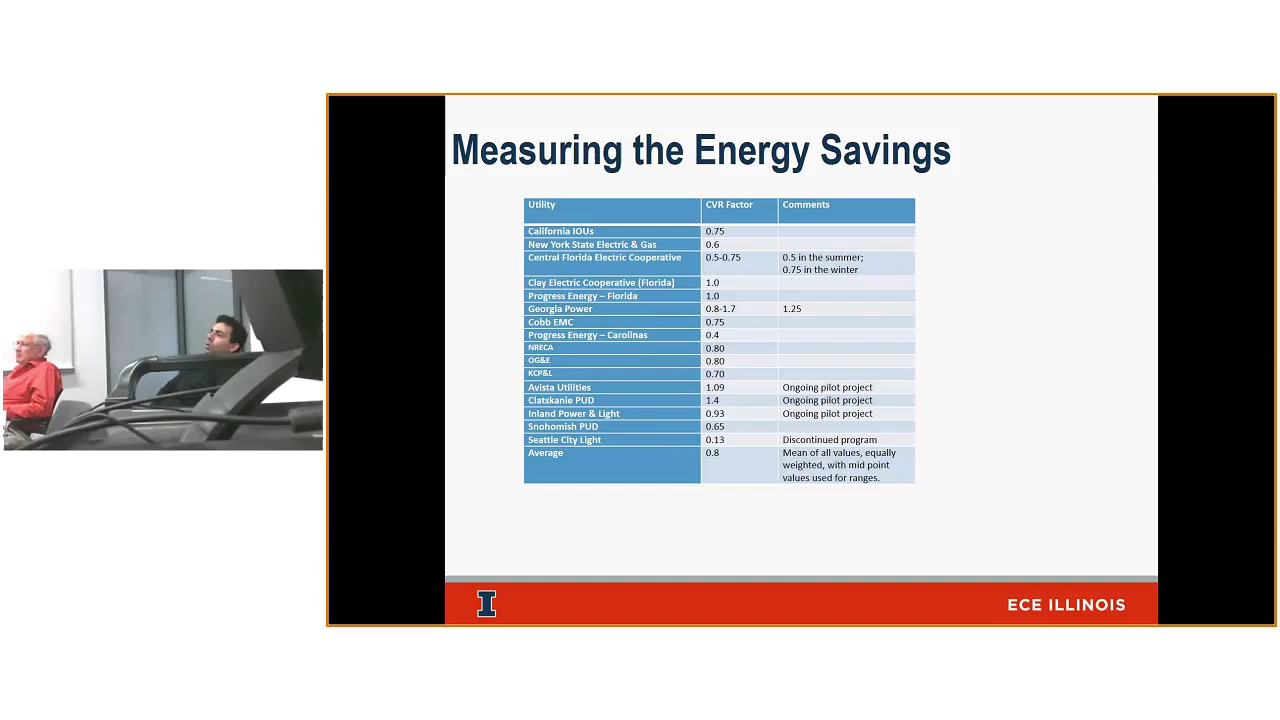 Measuring the Energy Savings
Utility CVR Factor Comments
California IOUs 0.75
New York State Electric & Gas 0.6
Central Florida Electric Cooperative 0.5-0.75 0.5 in the summer;
0.75 in the winter
Clay Electric Cooperative (Florida) 1.0
Progress Energy – Florida 1.0
Georgia Power 0.8-1.7 1.25
Cobb EMC 0.75
Progress Energy – Carolinas 0.4
NRECA 0.80
OG&E 0.80
KCP&L 0.70
Avista Utilities 1.09 Ongoing pilot project
Clatskanie PUD 1.4 Ongoing pilot project
Inland Power & Light 0.93 Ongoing pilot project
Snohomish PUD 0.65
Seattle City Light 0.13 Discontinued program
Average 0.8 Mean of all values, equally
weighted, with mid point
values used for ranges.
I ECE ILLINOIS